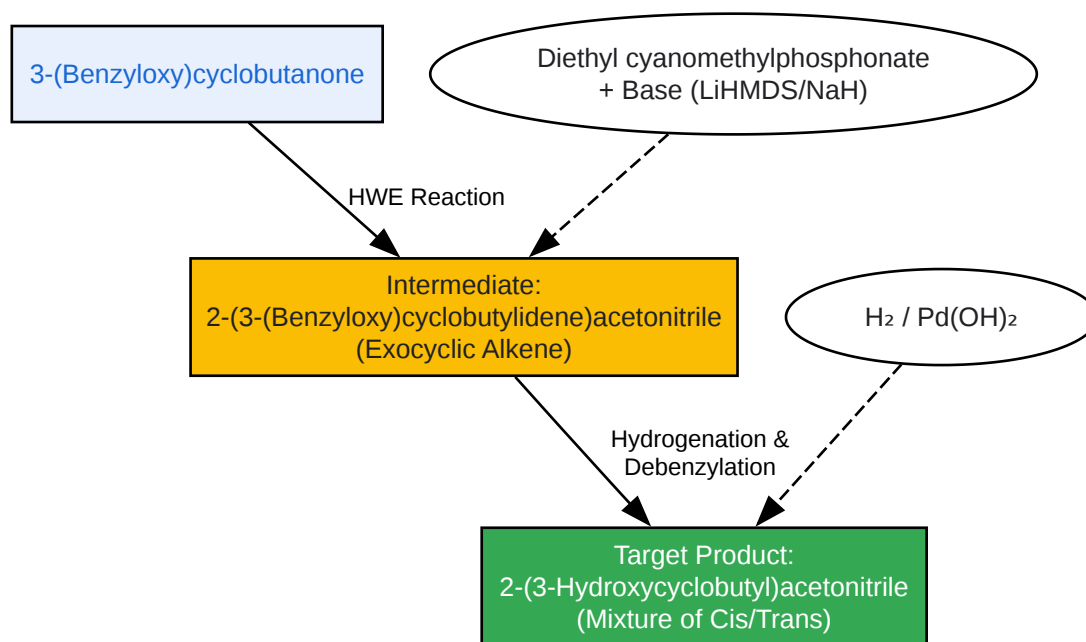 3-(Benzyloxy)cyclobutanone
Diethyl cyanomethylphosphonate
+ Base (LiHMDS/NaH)
HWE Reaction
Intermediate:
2-(3-(Benzyloxy)cyclobutylidene)acetonitrile
(Exocyclic Alkene)
H₂ / Pd(OH)₂
Hydrogenation &
Debenzylation
Target Product:
2-(3-Hydroxycyclobutyl)acetonitrile
(Mixture of Cis/Trans)